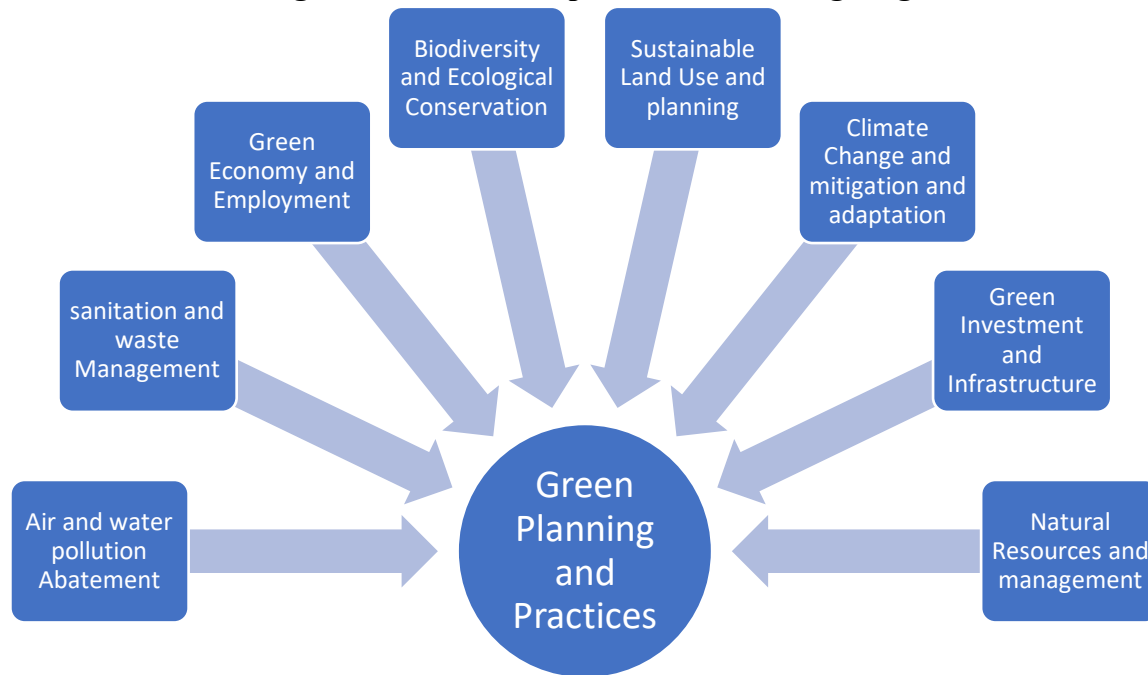 Biodiversity
and Ecological
Conservation
Sustainable
Land Use and
planning
Green
Economy and
Employment
Climate
Change and
mitigation and
adaptation
sanitation and
waste
Management
Green
Investment
and
Infrastructure
Air and water
pollution
Abatement
Green
Planning
and
Practices
Natural
Resources and
management